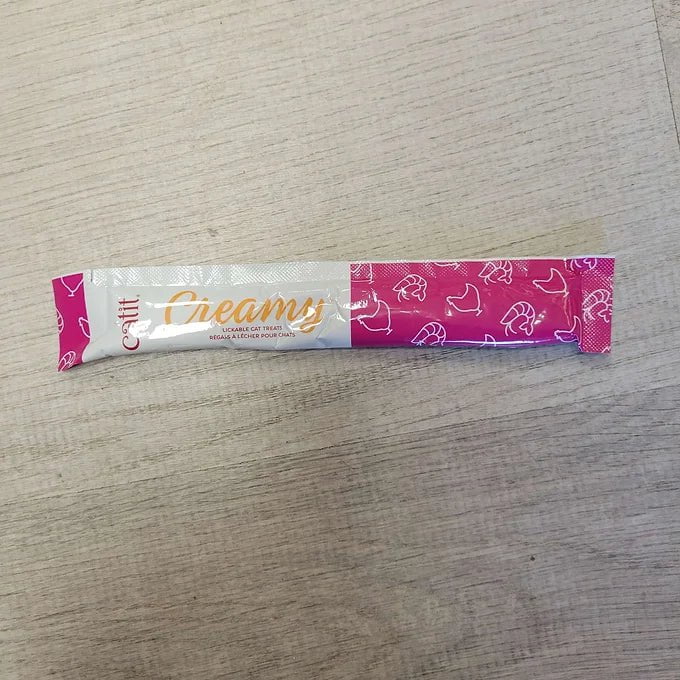 catit
Creamy
LICKABLE CAT TREATS
RÉGALS À LÉCHER POUR CHATS